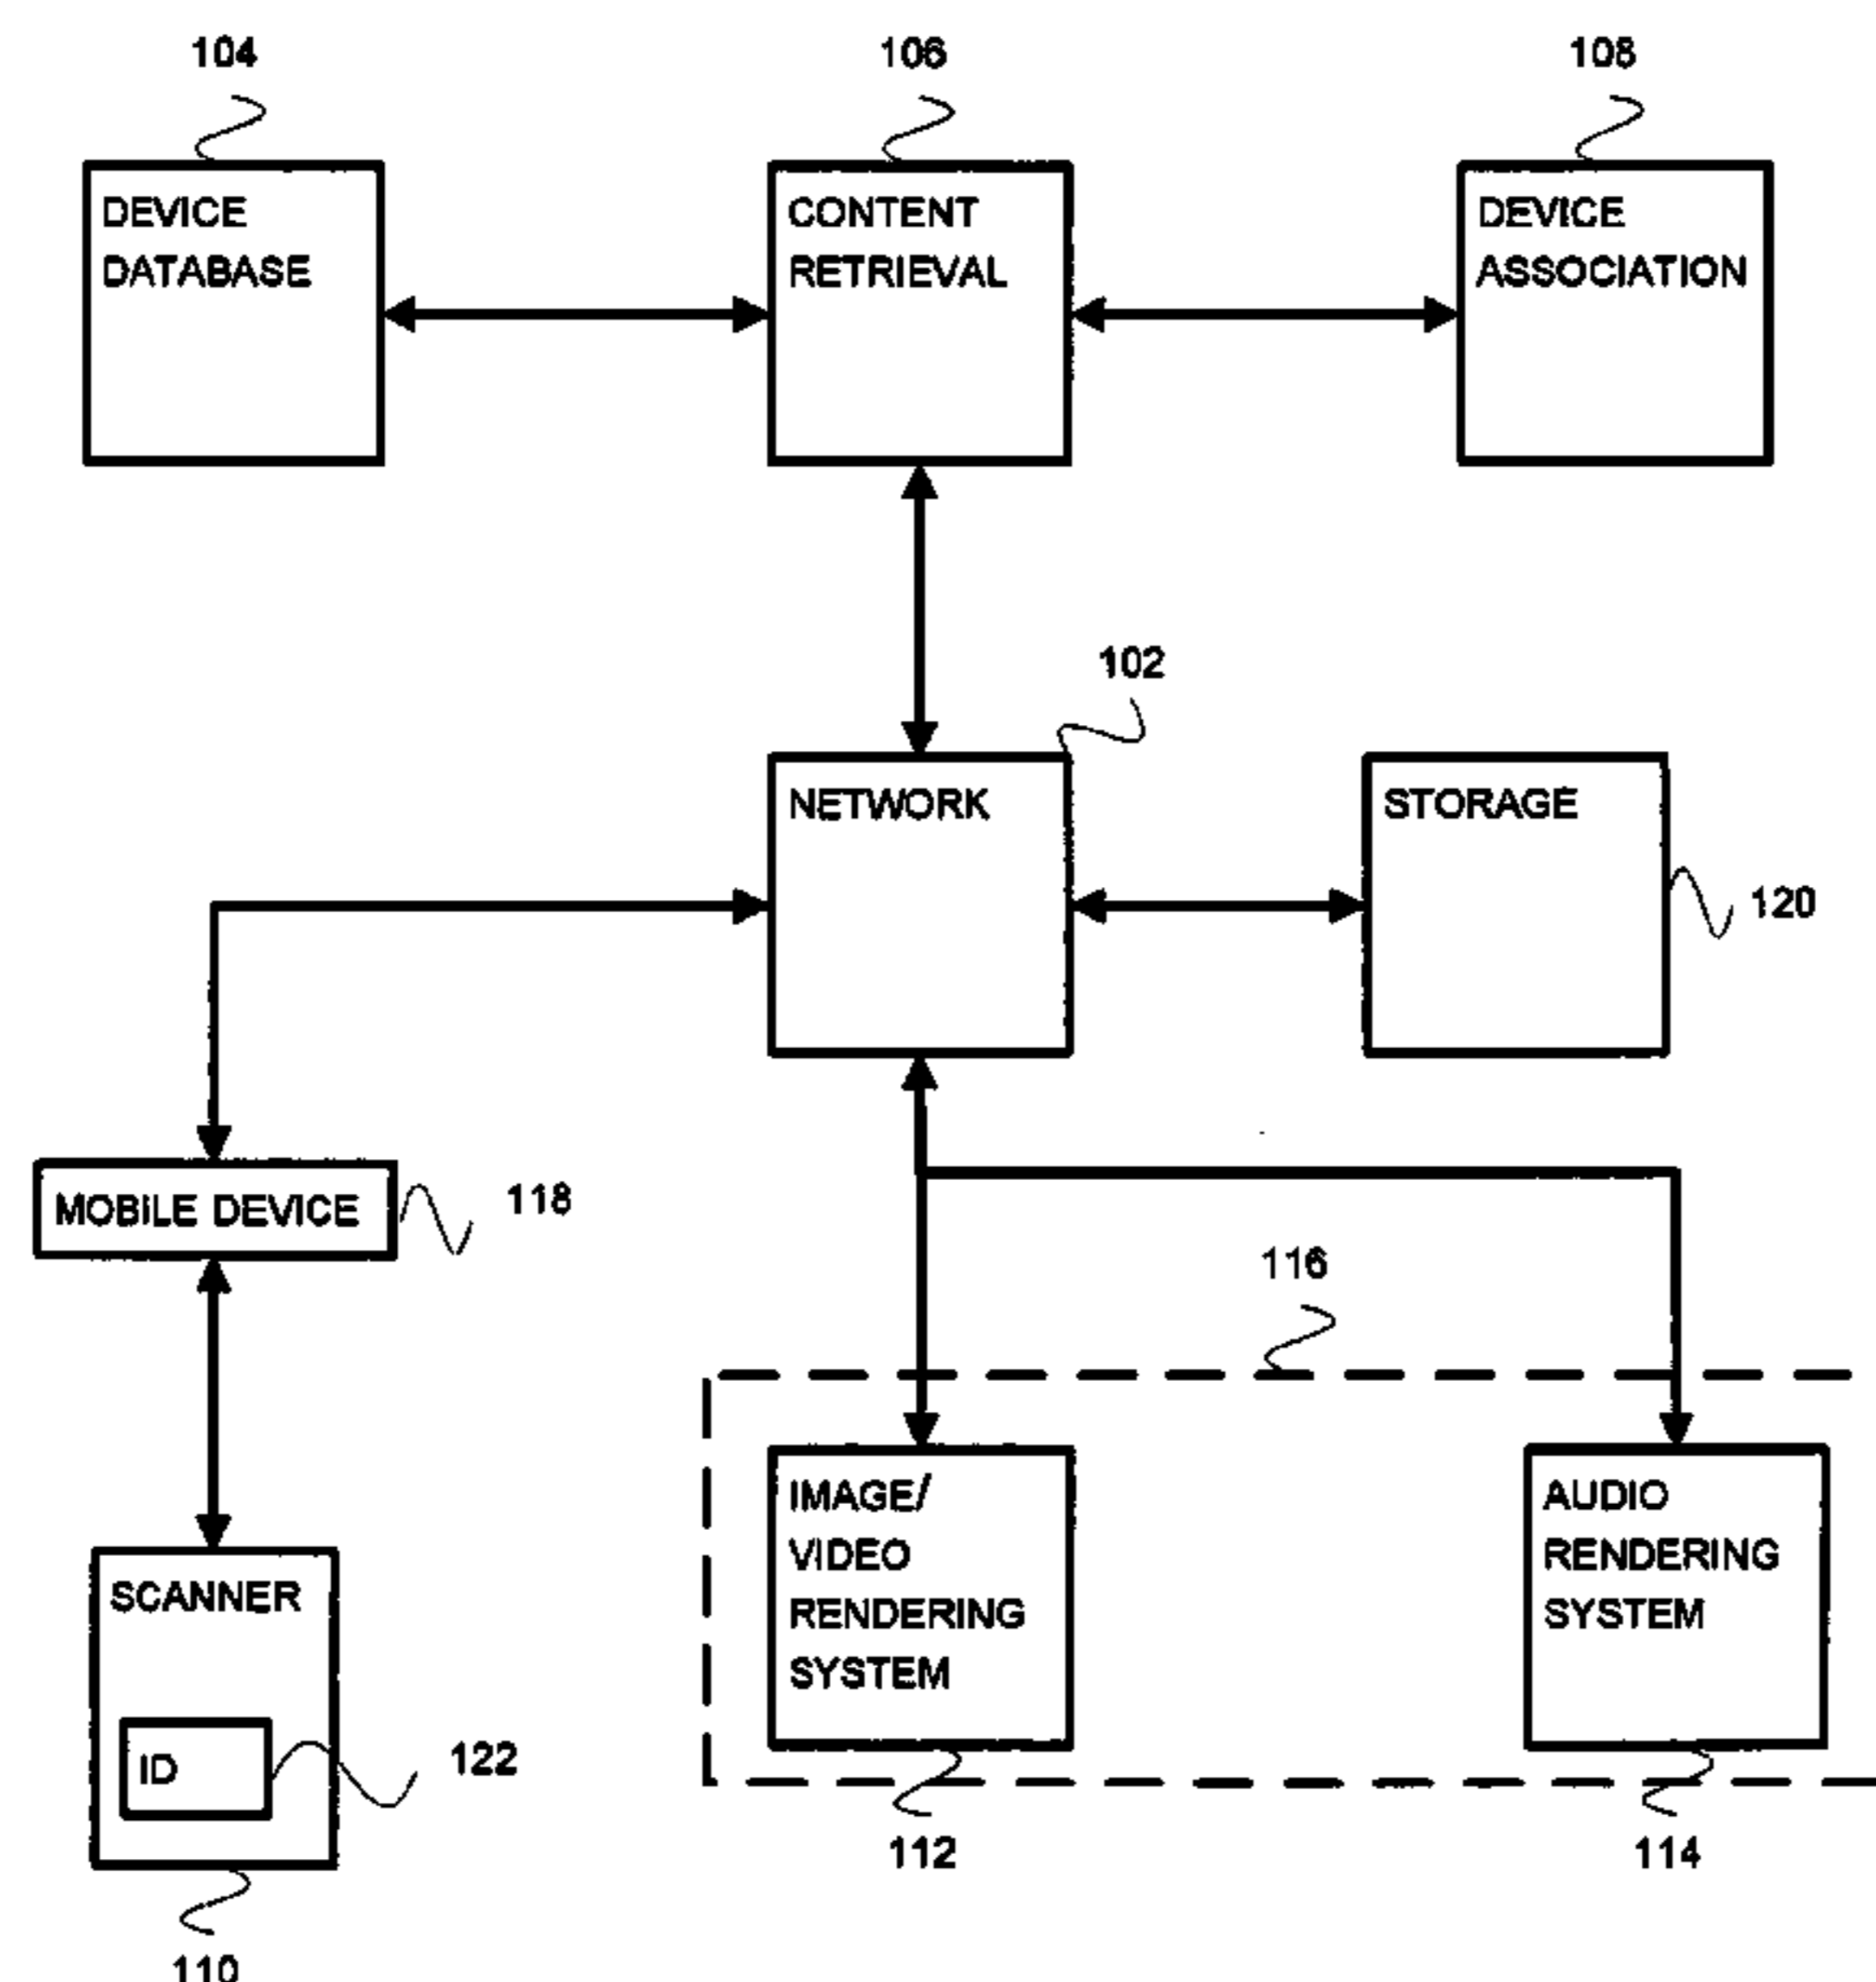 104
106
108
DEVICE
DATABASE
CONTENT
RETRIEVAL
DEVICE
ASSOCIATION
102
NETWORK
STORAGE
120
MOBILE DEVICE
118
116
IMAGE/
VIDEO
RENDERING
SYSTEM
AUDIO
RENDERING
SYSTEM
SCANNER
ID
122
112
114
110